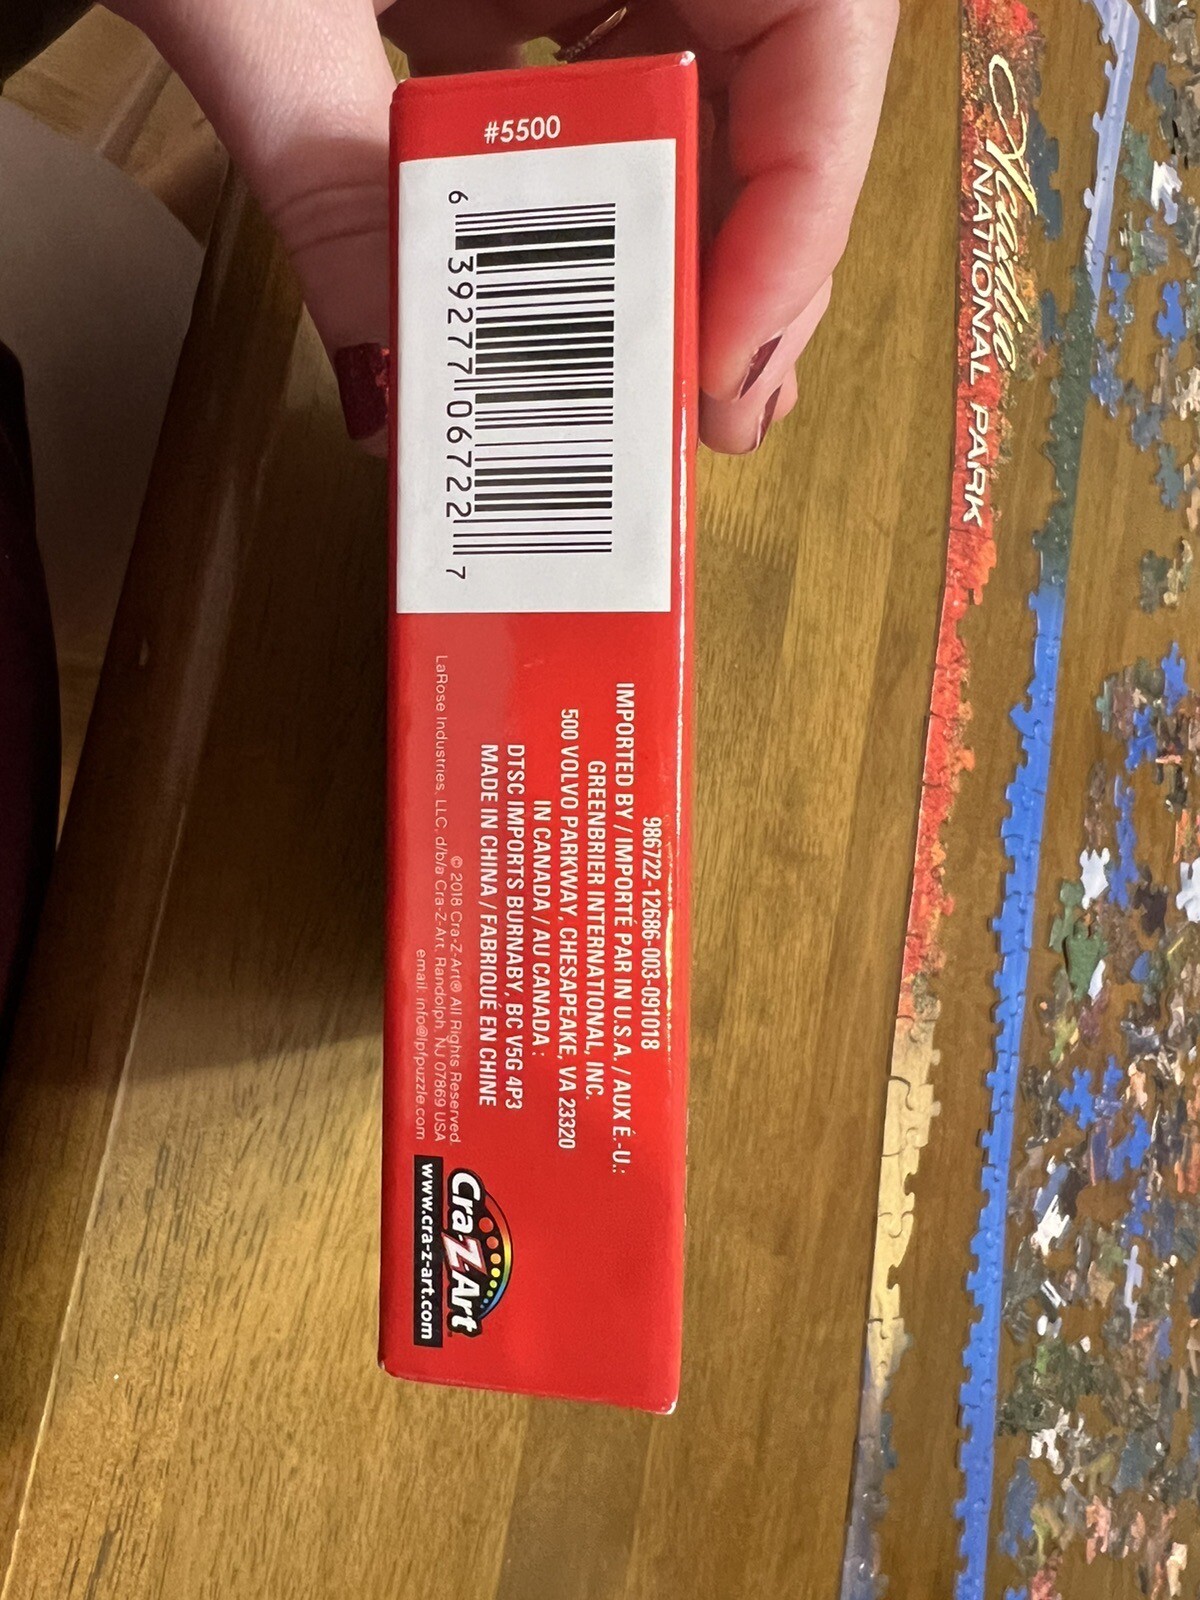 #5500
6 39277 06722 7
986722-12686-003-091018
IMPORTED BY / IMPORTÉ PAR IN U.S.A. / AUX É.-U.:
GREENBRIER INTERNATIONAL, INC.
500 VOLVO PARKWAY, CHESAPEAKE, VA 23320
IN CANADA / AU CANADA :
DTSC IMPORTS BURNABY, BC V5G 4P3
MADE IN CHINA / FABRIQUÉ EN CHINE
© 2018 Cra-Z-Art® All Rights Reserved.
LaRose Industries, LLC, d/b/a Cra-Z-Art, Randolph, NJ 07869 USA
email: info@lpfpuzzle.com
Cra-Z-Art
www.cra-z-art.com
Acadia
NATIONAL PARK